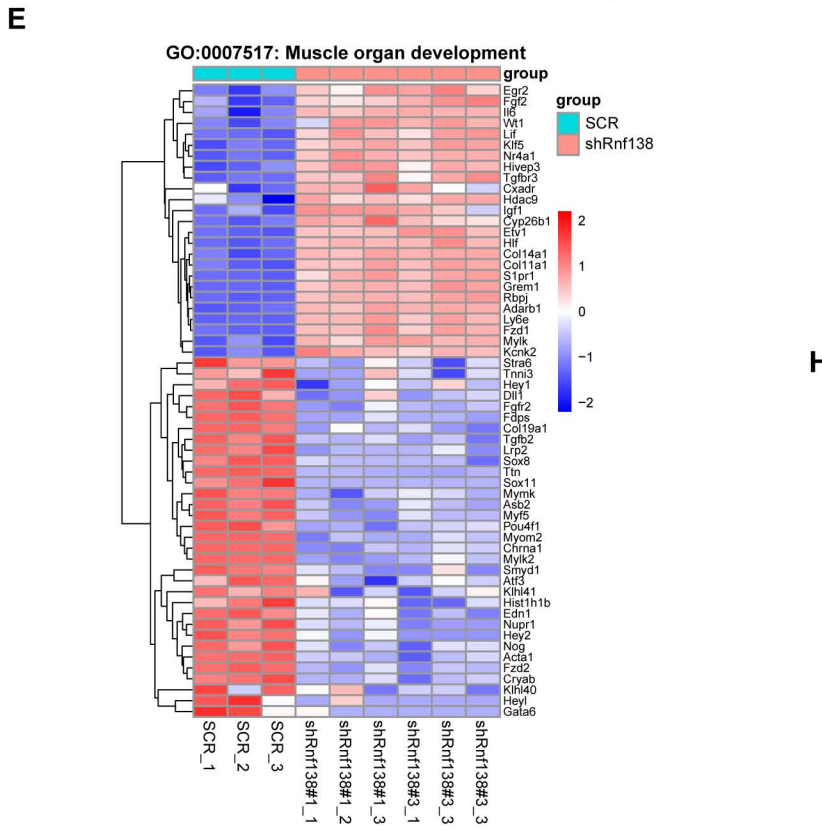 E
GO:0007517: Muscle organ development
group
Egr2
Fgf2
Il6
Wt1
Lif
Klf5
Nr4a1
Hivep3
Tgfbr3
Cxadr
Hdac9
Igf1
Cyp26b1
Etv1
Hlf
Col14a1
Col11a1
S1pr1
Grem1
Rbpj
Adarb1
Ly6e
Fzd1
Mylk
Kcnk2
Stra6
Tnni3
Hey1
Dll1
Fgfr2
Fdps
Col19a1
Tgfb2
Lrp2
Sox8
Ttn
Sox11
Mymk
Asb2
Myf5
Pou4f1
Myom2
Chrna1
Mylk2
Smyd1
Atf3
Klhl41
Hist1h1b
Edn1
Nupr1
Hey2
Nog
Acta1
Fzd2
Cryab
Klhl40
Heyl
Gata6
group
SCR
shRnf138
2
1
0
−1
−2
H
SCR_1
SCR_2
SCR_3
shRnf138#1_1
shRnf138#1_2
shRnf138#1_3
shRnf138#3_1
shRnf138#3_3
shRnf138#3_3